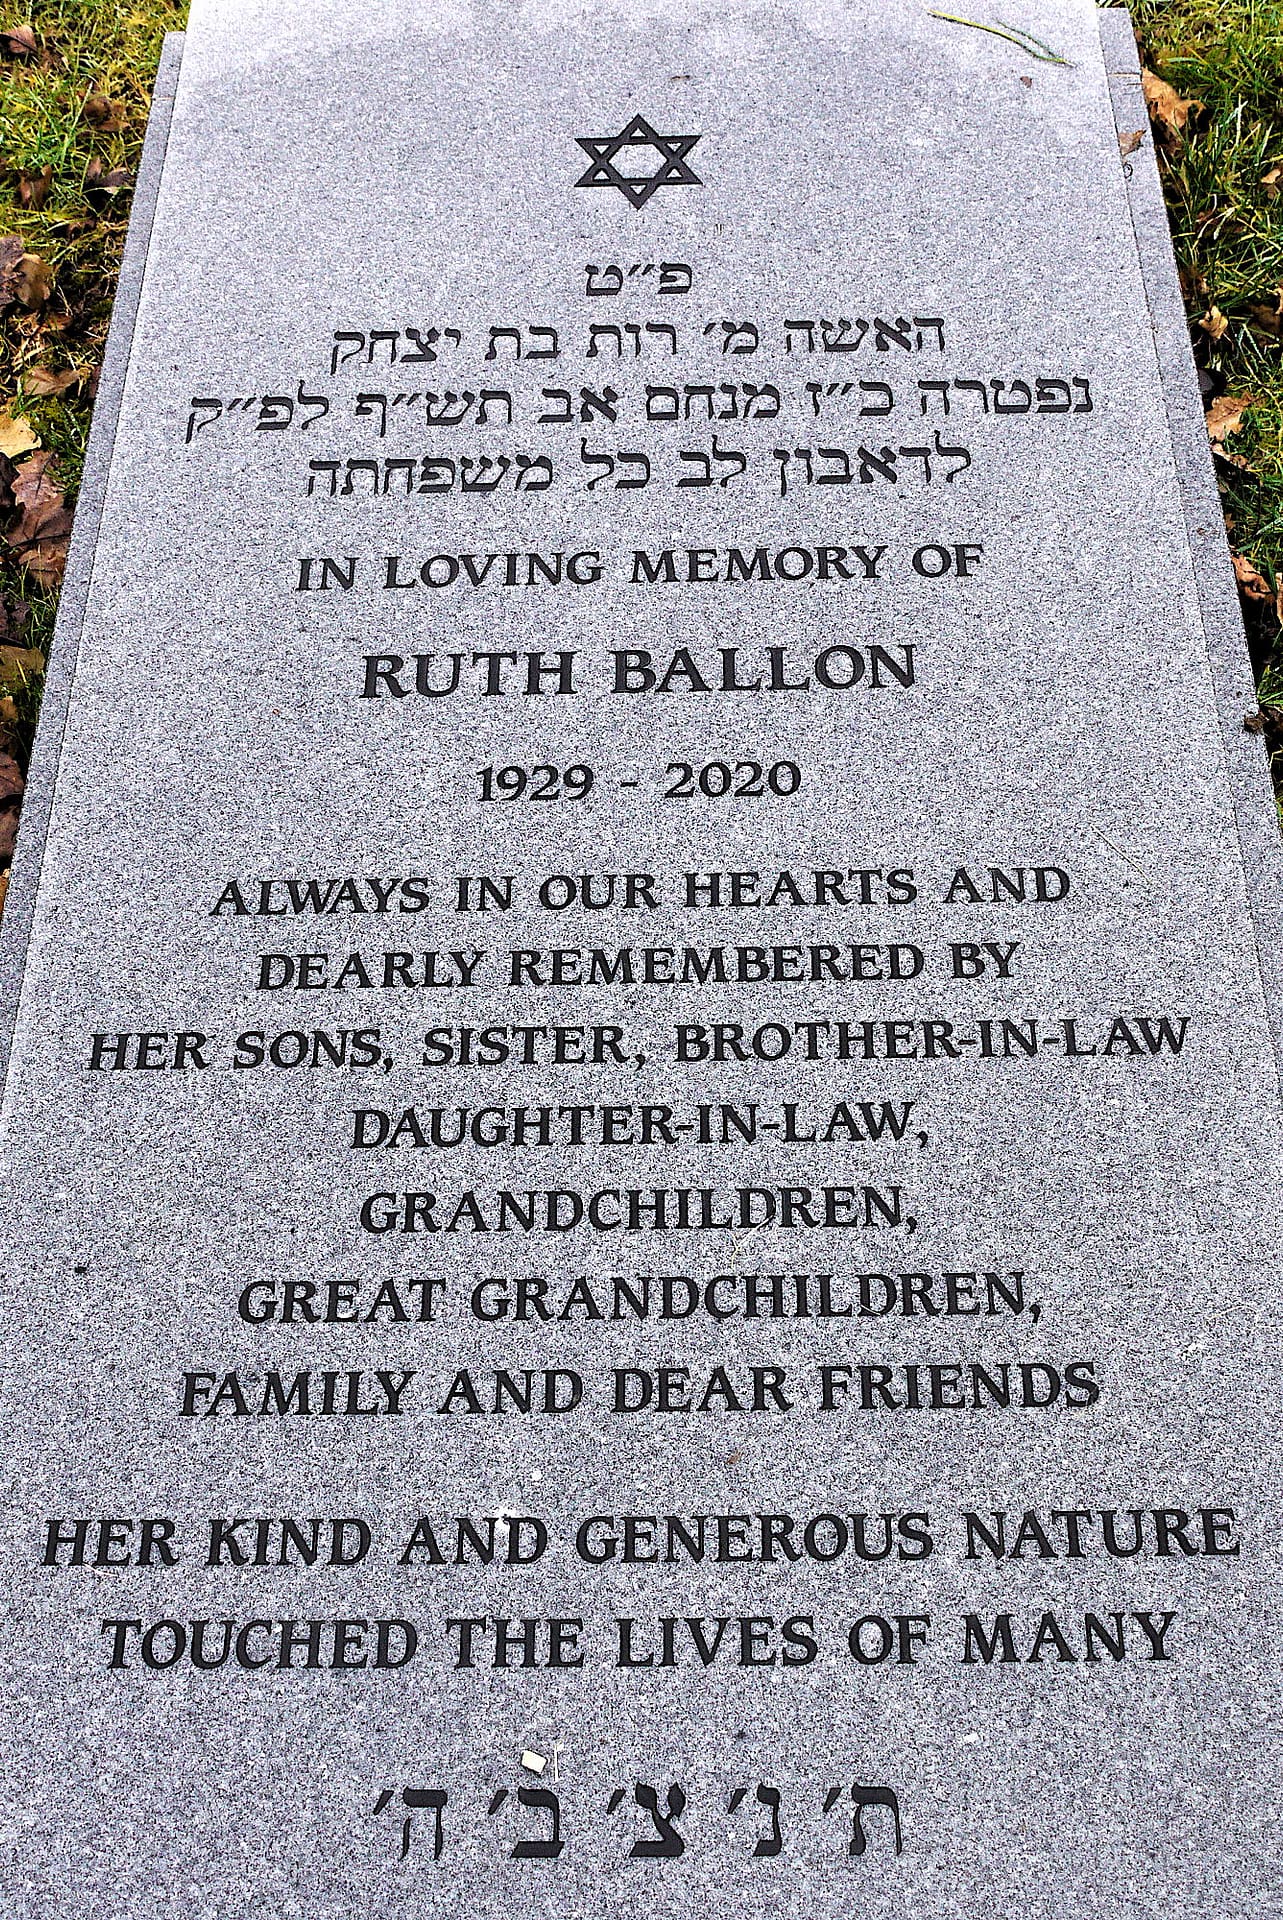 פ״ט
האשה מ׳ רות בת יצחק
נפטרה כ״ז מנחם אב תש״ף לפ״ק
לדאבון לב כל משפחתה
IN LOVING MEMORY OF
RUTH BALLON
1929 - 2020
ALWAYS IN OUR HEARTS AND
DEARLY REMEMBERED BY
HER SONS, SISTER, BROTHER-IN-LAW
DAUGHTER-IN-LAW,
GRANDCHILDREN,
GREAT GRANDCHILDREN,
FAMILY AND DEAR FRIENDS
HER KIND AND GENEROUS NATURE
TOUCHED THE LIVES OF MANY
ת׳ נ׳ צ׳ ב׳ ה׳